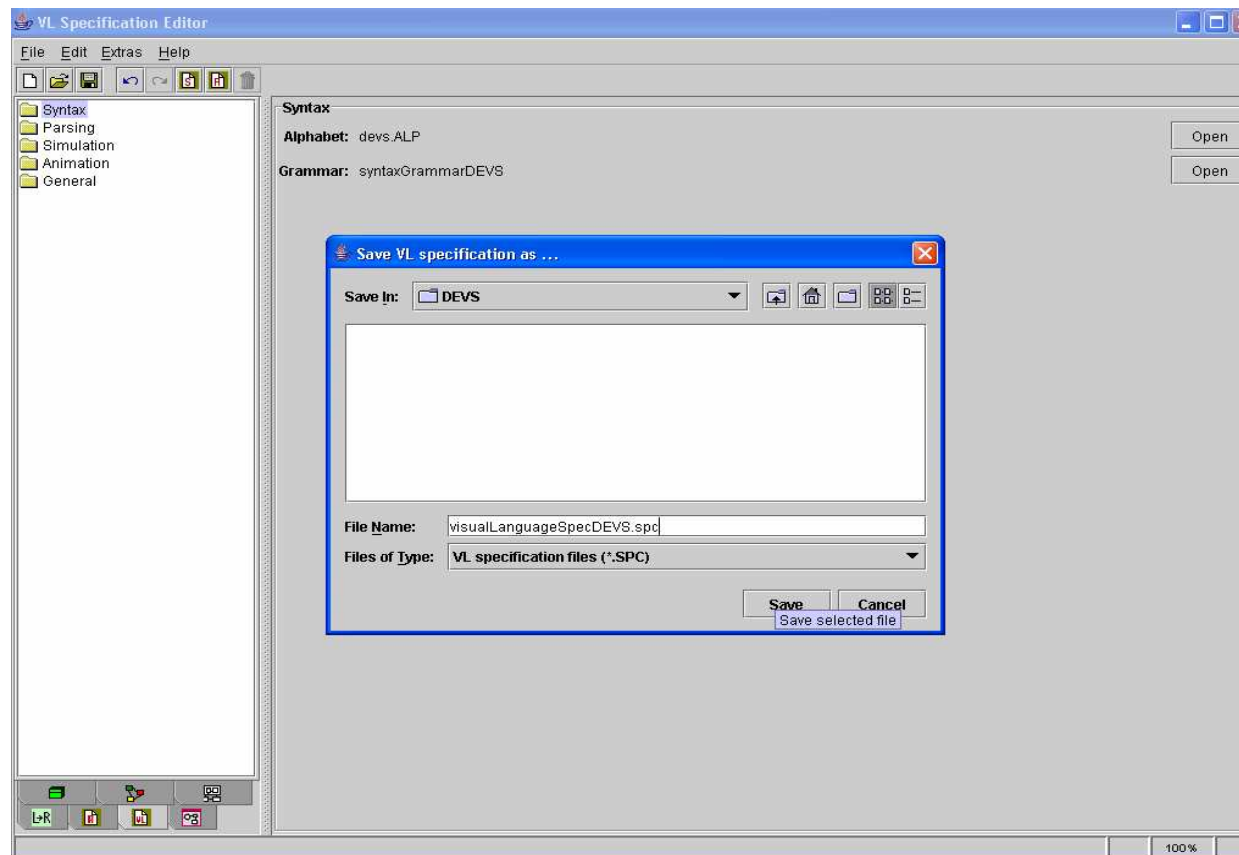 VL Specification Editor
File Edit Extras Help
Syntax
Parsing
Simulation
Animation
General
Syntax
Alphabet: devs.ALP
Open
Grammar: syntaxGrammarDEVS
Open
Save VL specification as ...
Save In: DEVS
File Name: visualLanguageSpecDEVS.spc
Files of Type: VL specification files (*.SPC)
Save Cancel
Save selected file
L→R
VL
100%